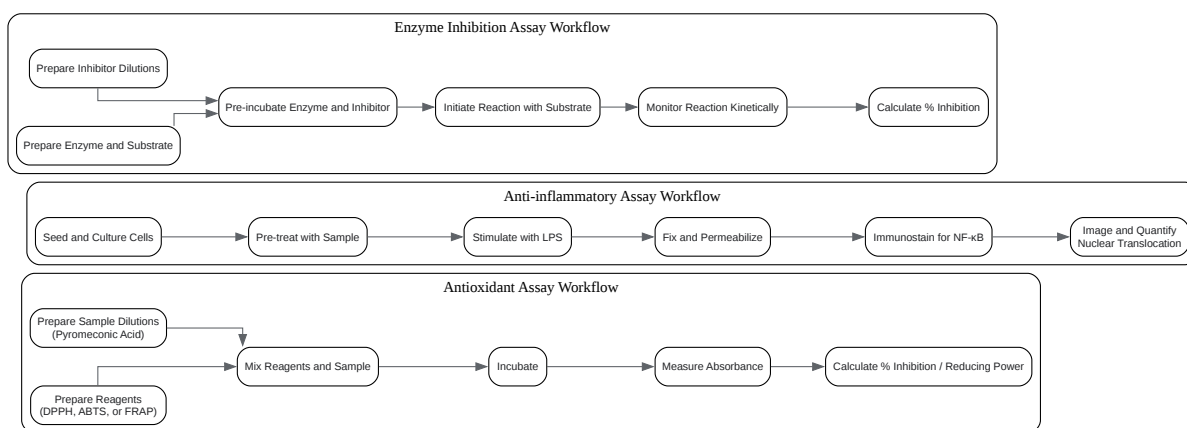 Enzyme Inhibition Assay Workflow
Prepare Inhibitor Dilutions
Prepare Enzyme and Substrate
Pre-incubate Enzyme and Inhibitor
Initiate Reaction with Substrate
Monitor Reaction Kinetically
Calculate % Inhibition
Anti-inflammatory Assay Workflow
Seed and Culture Cells
Pre-treat with Sample
Stimulate with LPS
Fix and Permeabilize
Immunostain for NF-κB
Image and Quantify
Nuclear Translocation
Antioxidant Assay Workflow
Prepare Sample Dilutions
(Pyromeconic Acid)
Prepare Reagents
(DPPH, ABTS, or FRAP)
Mix Reagents and Sample
Incubate
Measure Absorbance
Calculate % Inhibition / Reducing Power